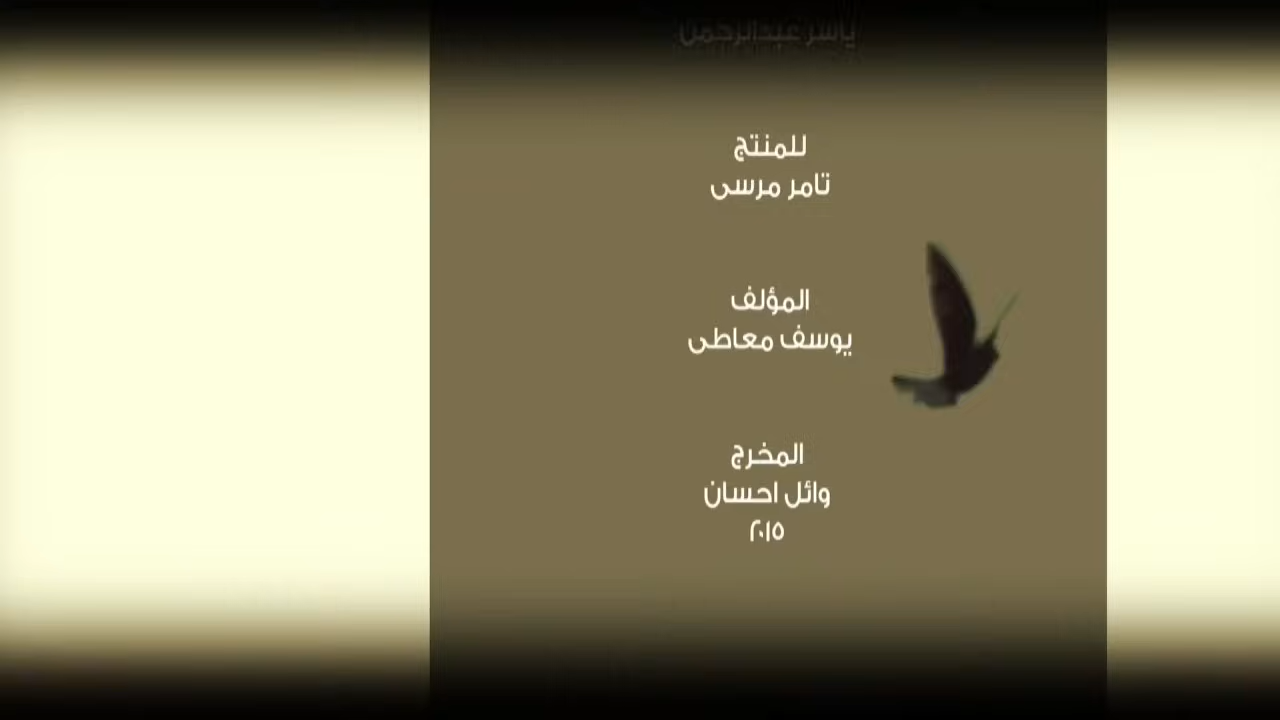 ياسر عبدالرحمن
للمنتج
تامر مرسى
المؤلف
يوسف معاطى
المخرج
وائل احسان
٢٠١٥